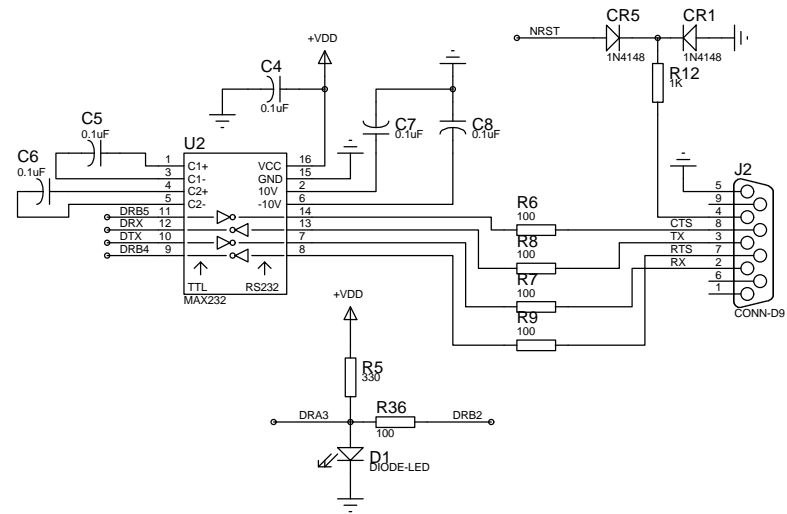 NRST
CR5
1N4148
CR1
1N4148
R12
1K
+VDD
C4
0.1uF
C5
0.1uF
C6
0.1uF
C7
0.1uF
C8
0.1uF
U2
1 C1+ VCC 16
3 C1- GND 15
4 C2+ 10V 2
5 C2- -10V 6
DRB5 11 14
DRX 12 13
DTX 10 7
DRB4 9 8
TTL RS232
MAX232
R6
100
R8
100
R7
100
R9
100
J2
5
9
4
CTS 8
TX 3
RTS 7
RX 2
6
1
CONN-D9
+VDD
R5
330
DRA3
R36
100
DRB2
D1
DIODE-LED